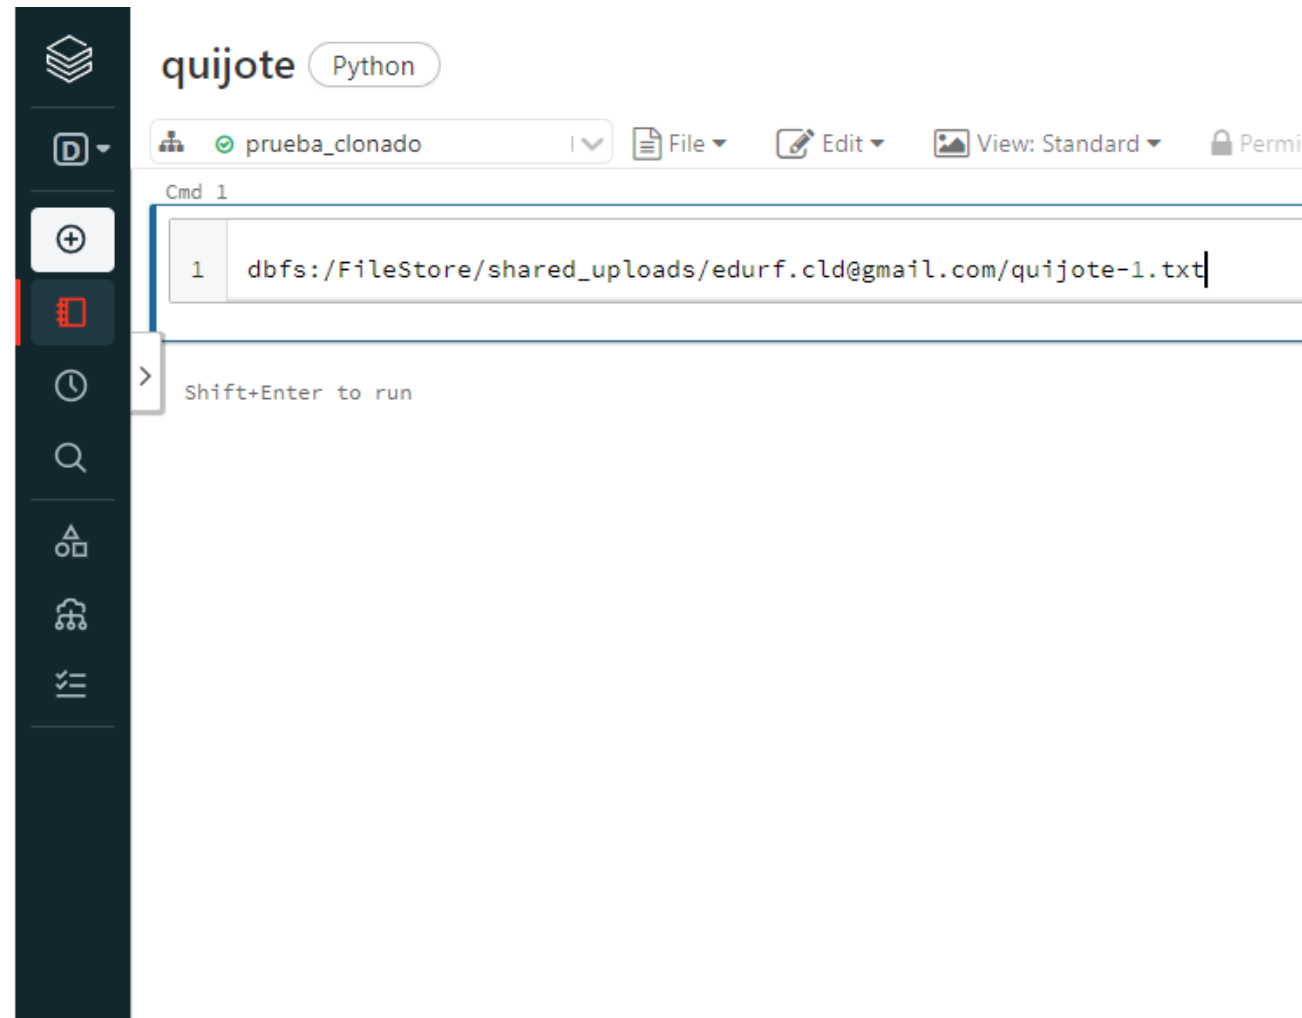 quijote Python
D
prueba_clonado File Edit View: Standard Permi
Cmd 1
1 dbfs:/FileStore/shared_uploads/edurf.cld@gmail.com/quijote-1.txt
Shift+Enter to run